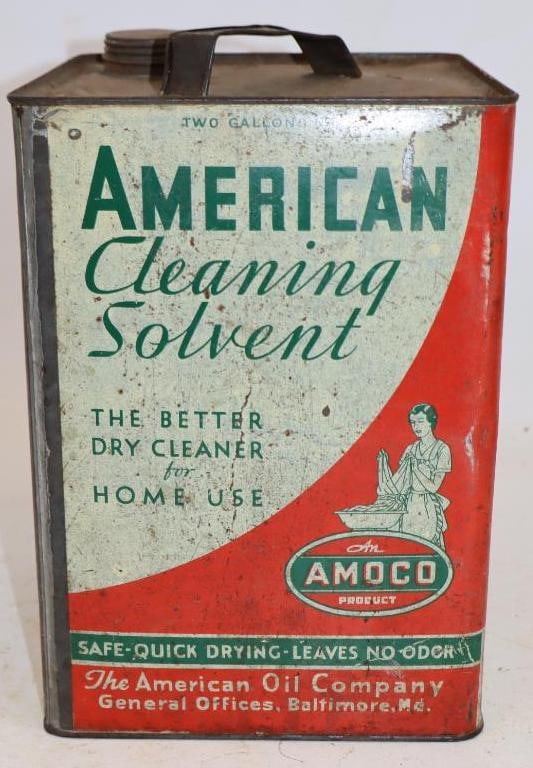 TWO GALLONS
AMERICAN
Cleaning
Solvent
THE BETTER
DRY CLEANER
for
HOME USE
An
AMOCO
PRODUCT
SAFE-QUICK DRYING-LEAVES NO ODOR
The American Oil Company
General Offices, Baltimore, Md.